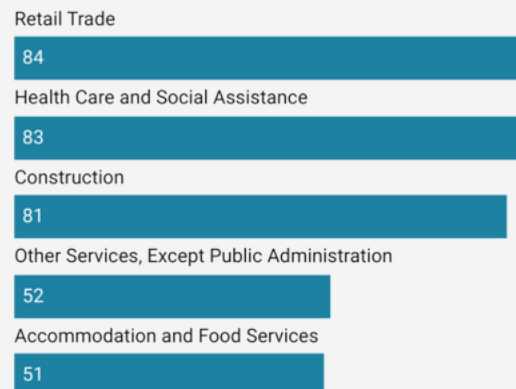 Retail Trade
84
Health Care and Social Assistance
83
Construction
81
Other Services, Except Public Administration
52
Accommodation and Food Services
51